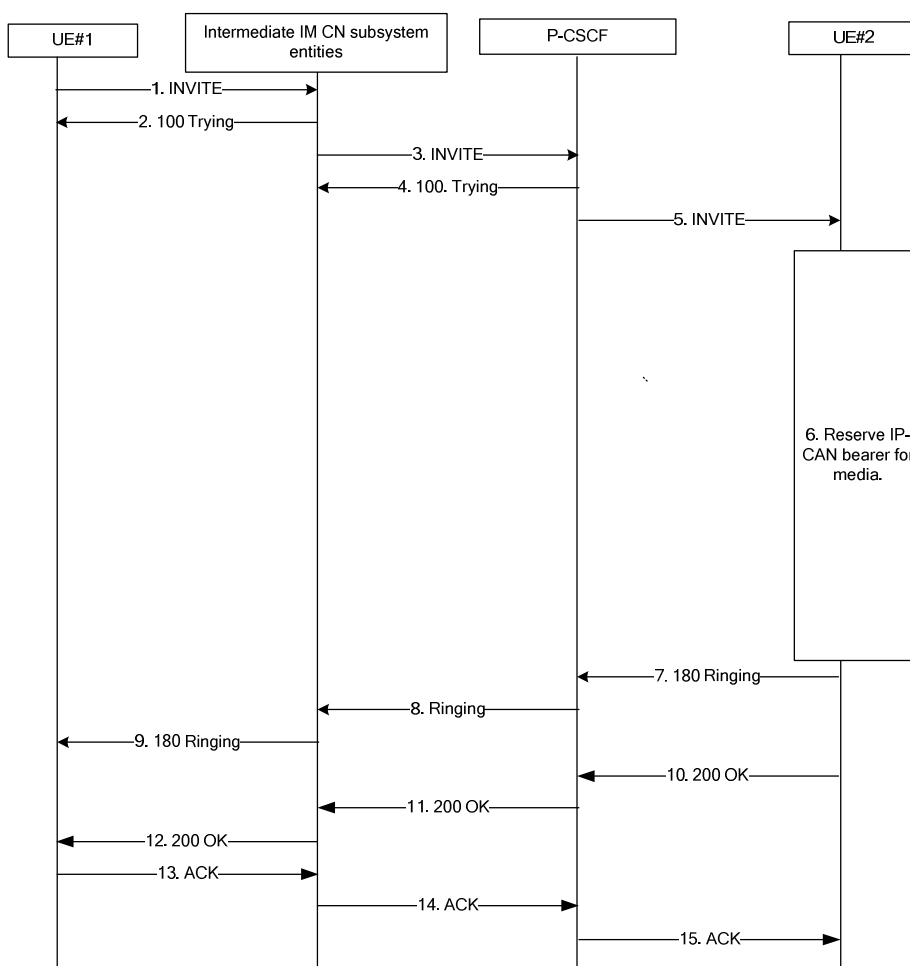 UE#1
Intermediate IM CN subsystem
entities
P-CSCF
UE#2
1. INVITE
2. 100 Trying
3. INVITE
4. 100. Trying
5. INVITE
6. Reserve IP-
CAN bearer for
media.
7. 180 Ringing
8. Ringing
9. 180 Ringing
10. 200 OK
11. 200 OK
12. 200 OK
13. ACK
14. ACK
15. ACK